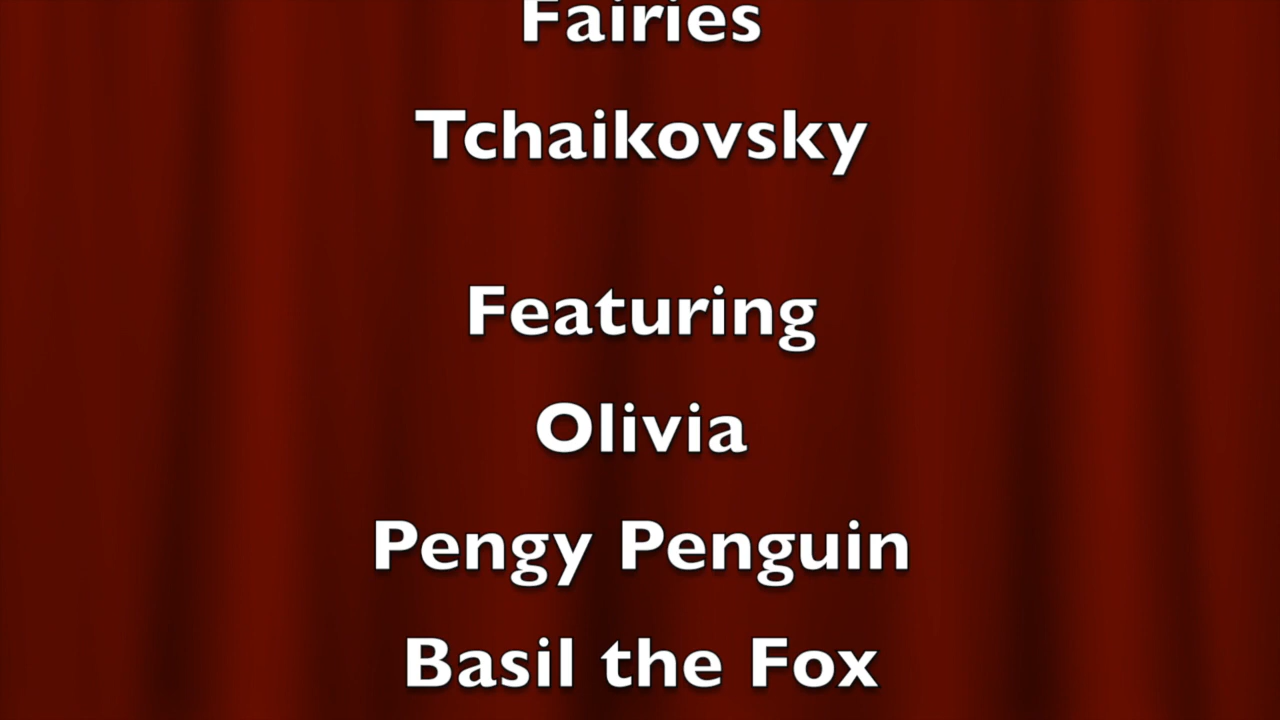 Fairies
Tchaikovsky
Featuring
Olivia
Pengy Penguin
Basil the Fox